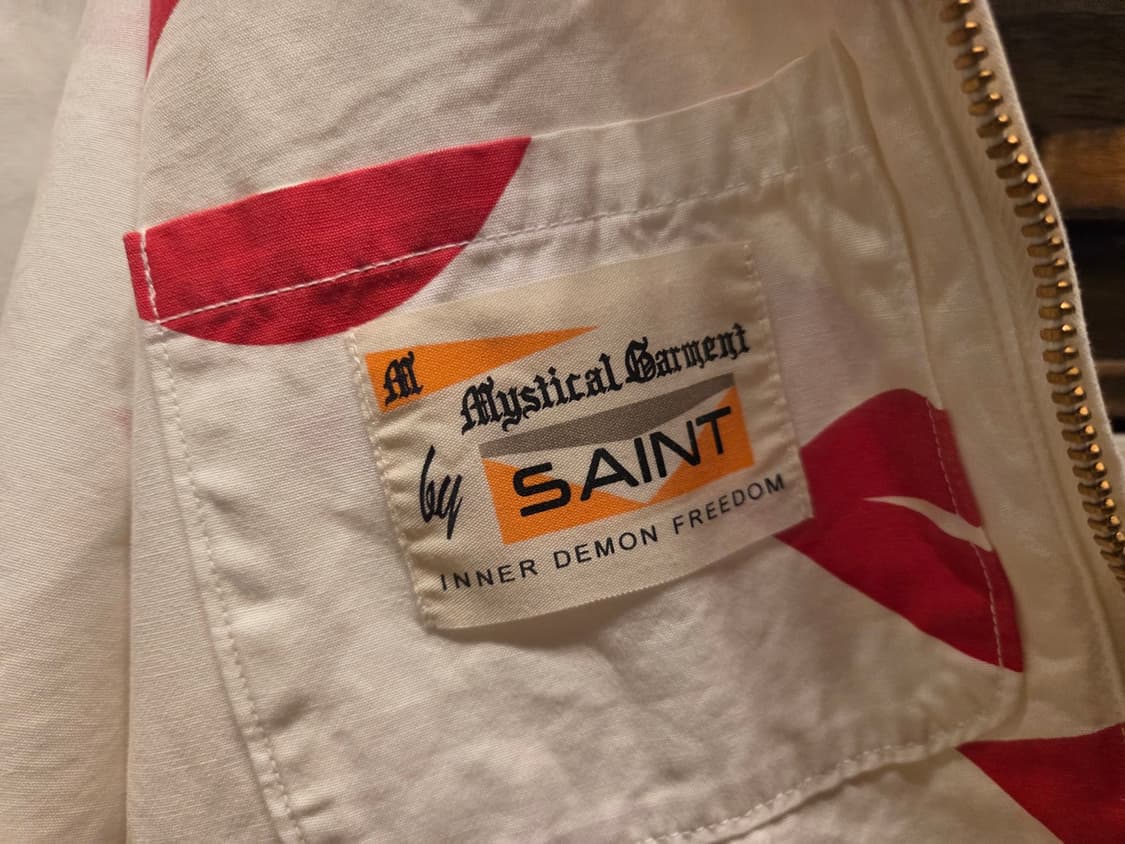 M
Mystical Garment
by SAINT
INNER DEMON FREEDOM